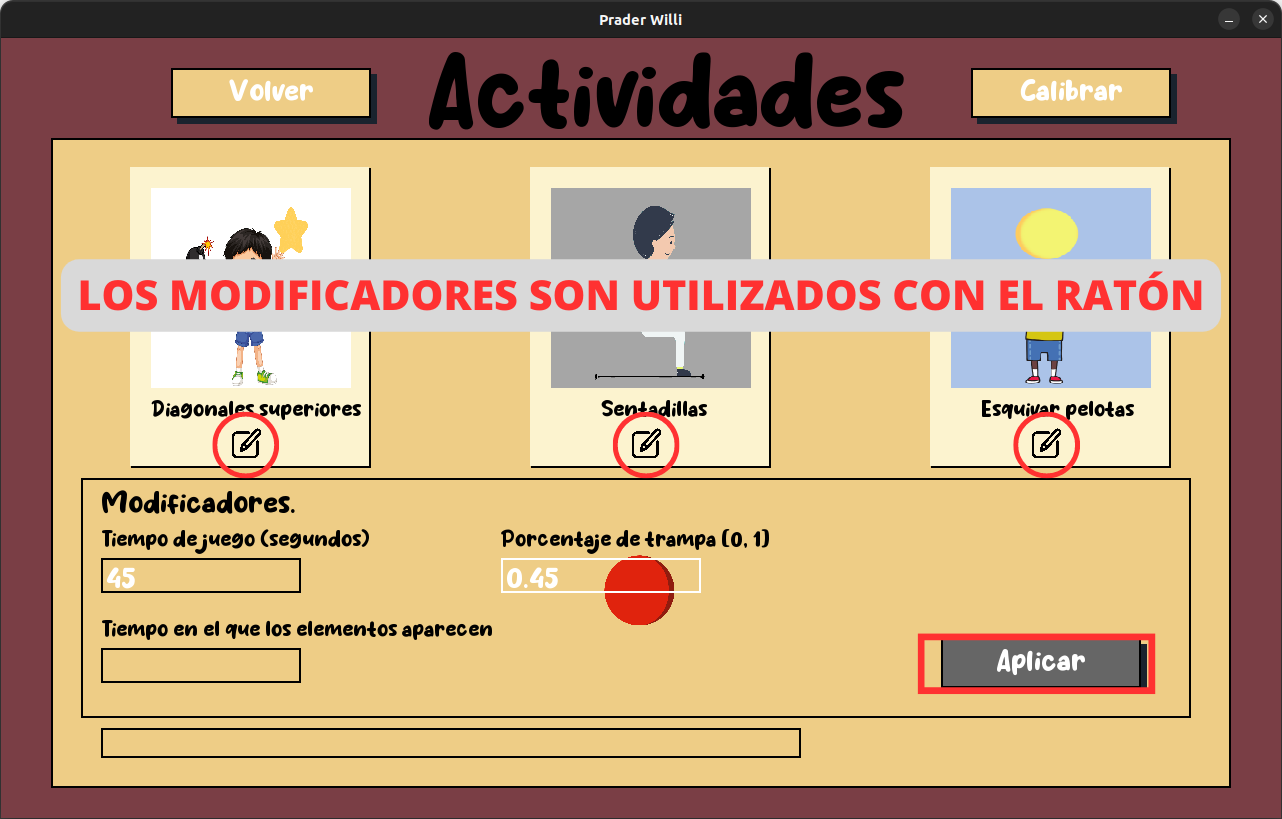 Prader Willi
Volver
Actividades
Calibrar
LOS MODIFICADORES SON UTILIZADOS CON EL RATÓN
Diagonales superiores
Sentadillas
Esquivar pelotas
Modificadores.
Tiempo de juego (segundos)
Porcentaje de trampa (0, 1)
45
0.45
Tiempo en el que los elementos aparecen
Aplicar